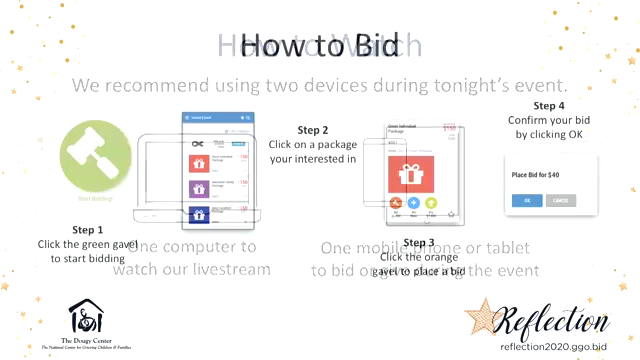 How to Watch
How to Bid
We recommend using two devices during tonight's event.
Step 1
Click the green gavel
to start bidding
Start Bidding!
Step 2
Click on a package
your interested in
Step 3
Click the orange
gavel to place a bid
Step 4
Confirm your bid
by clicking OK
Place Bid for $40
OK
CANCEL
One computer to
watch our livestream
One mobile phone or tablet
to bid or give during the event
The Dougy Center
The National Center for Grieving Children & Families
Reflection
reflection2020.ggo.bid